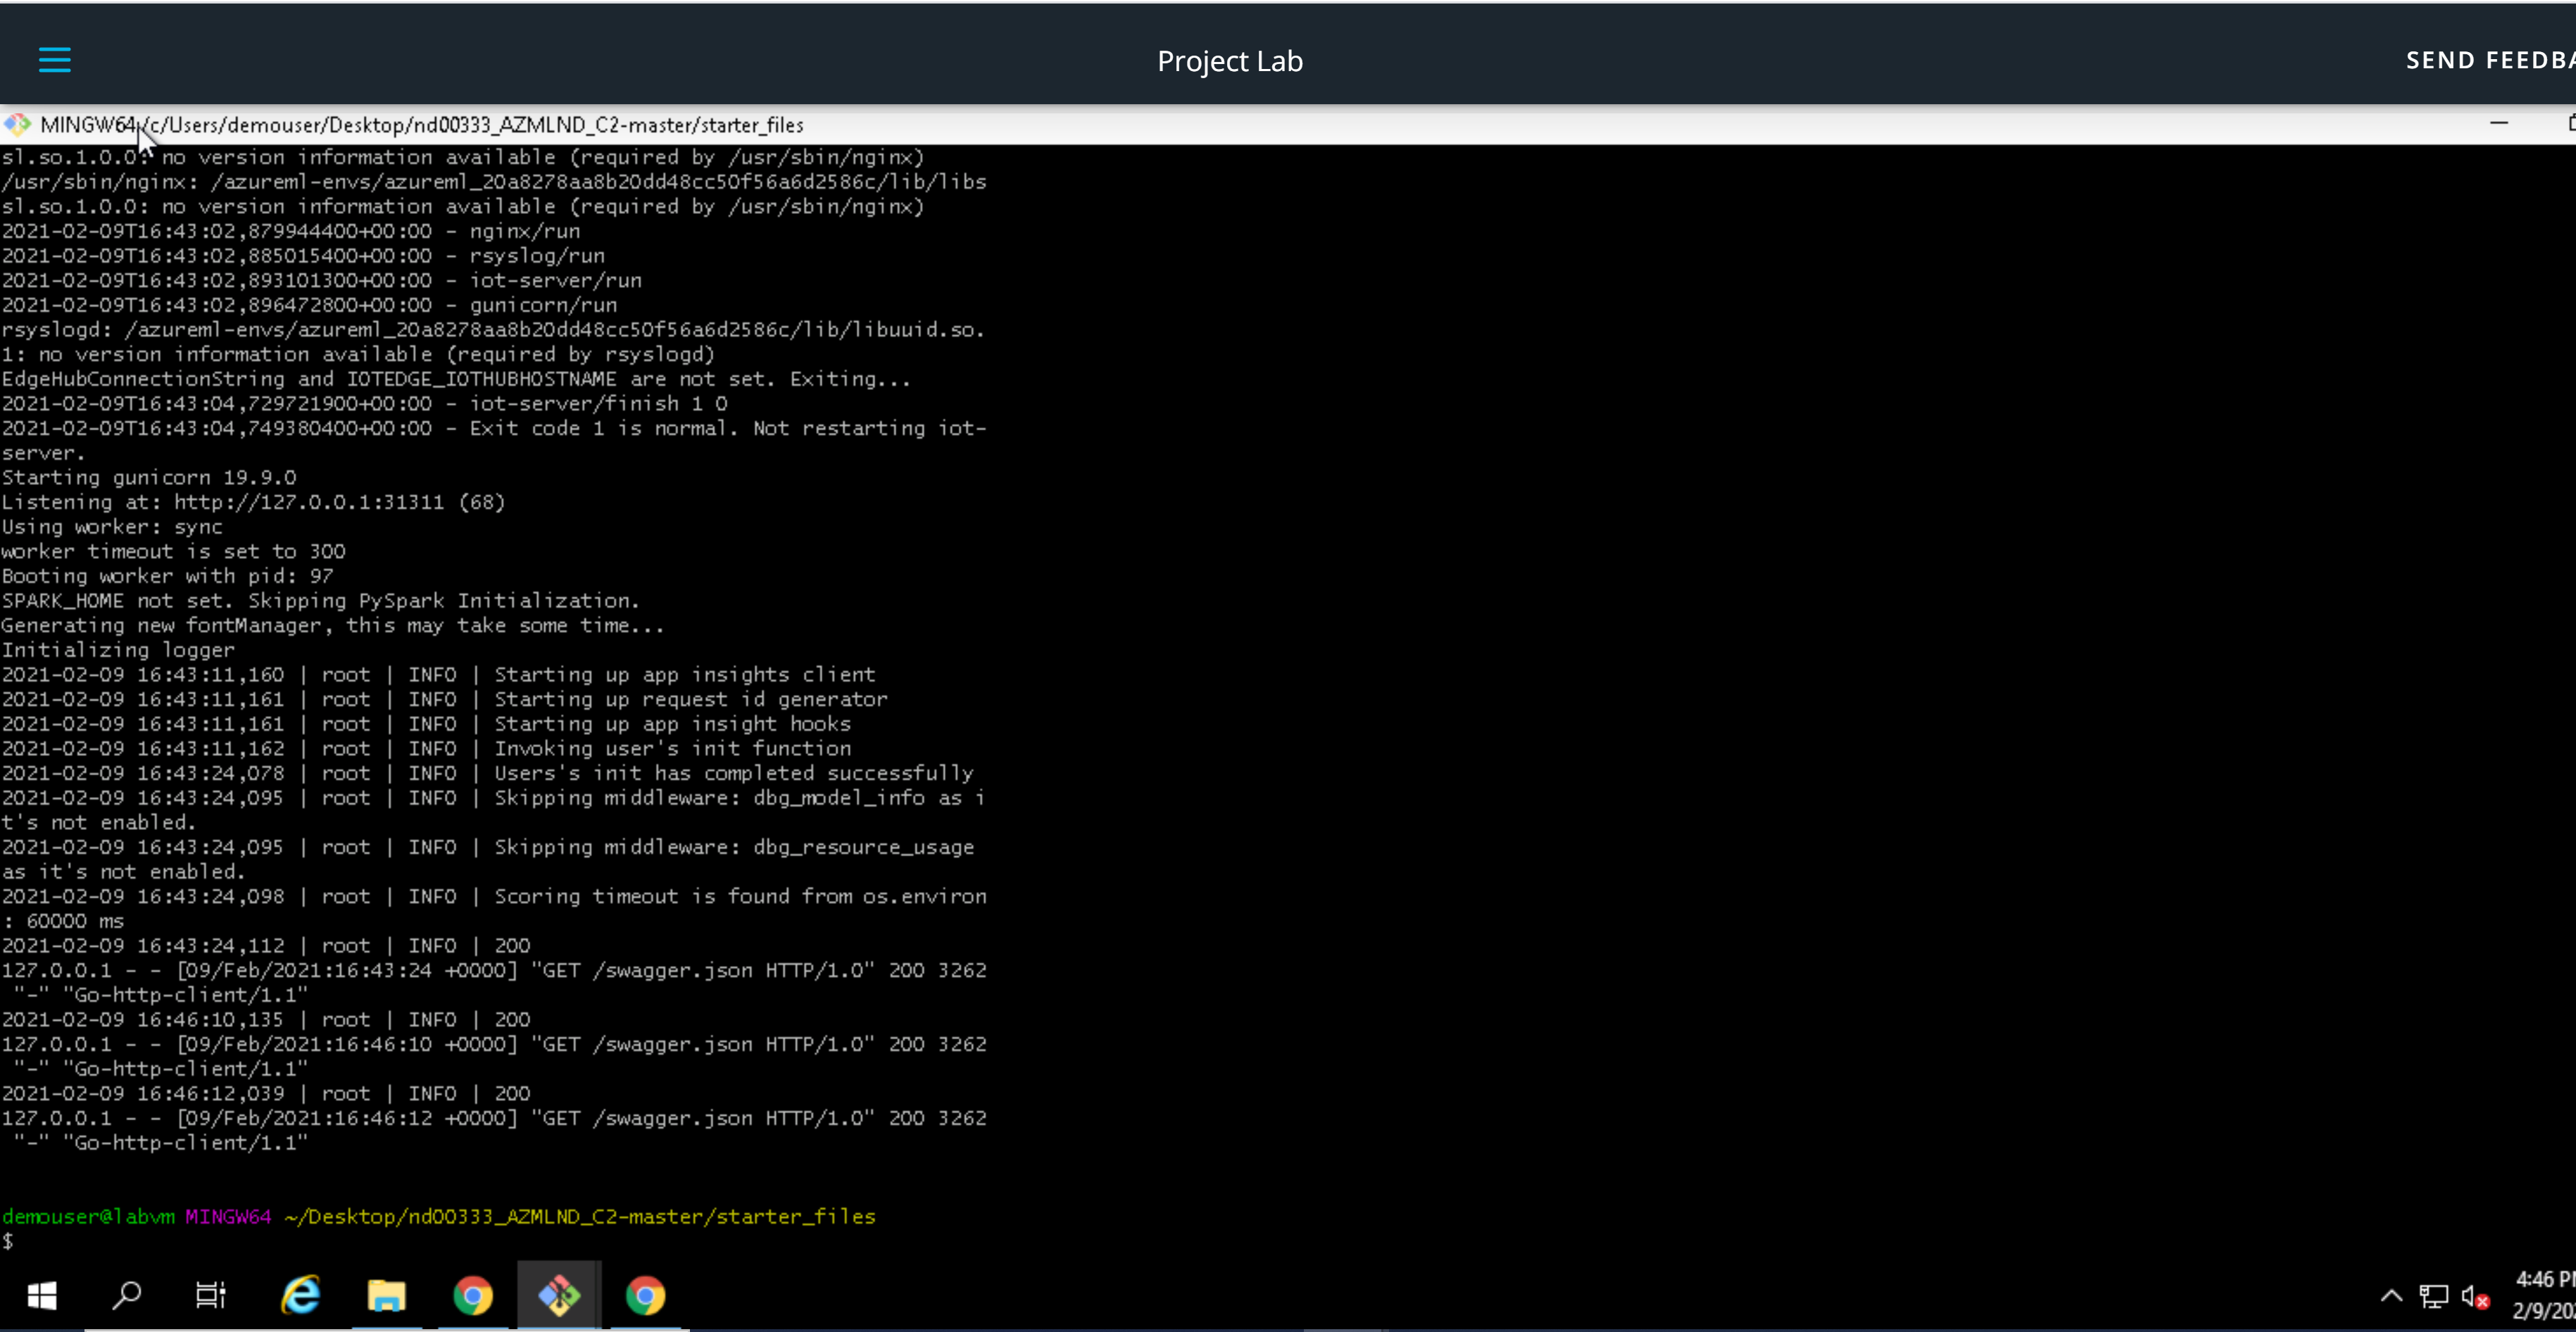 Project Lab
SEND FEEDBA
MINGW64:/c/Users/demouser/Desktop/nd00333_AZMLND_C2-master/starter_files
sl.so.1.0.0: no version information available (required by /usr/sbin/nginx)
/usr/sbin/nginx: /azureml-envs/azureml_20a8278aa8b20dd48cc50f56a6d2586c/lib/libs
sl.so.1.0.0: no version information available (required by /usr/sbin/nginx)
2021-02-09T16:43:02,879944400+00:00 - nginx/run
2021-02-09T16:43:02,885015400+00:00 - rsyslog/run
2021-02-09T16:43:02,893101300+00:00 - iot-server/run
2021-02-09T16:43:02,896472800+00:00 - gunicorn/run
rsyslogd: /azureml-envs/azureml_20a8278aa8b20dd48cc50f56a6d2586c/lib/libuuid.so.
1: no version information available (required by rsyslogd)
EdgeHubConnectionString and IOTEDGE_IOTHUBHOSTNAME are not set. Exiting...
2021-02-09T16:43:04,729721900+00:00 - iot-server/finish 1 0
2021-02-09T16:43:04,749380400+00:00 - Exit code 1 is normal. Not restarting iot-
server.
Starting gunicorn 19.9.0
Listening at: http://127.0.0.1:31311 (68)
Using worker: sync
worker timeout is set to 300
Booting worker with pid: 97
SPARK_HOME not set. Skipping PySpark Initialization.
Generating new fontManager, this may take some time...
Initializing logger
2021-02-09 16:43:11,160 | root | INFO | Starting up app insights client
2021-02-09 16:43:11,161 | root | INFO | Starting up request id generator
2021-02-09 16:43:11,161 | root | INFO | Starting up app insight hooks
2021-02-09 16:43:11,162 | root | INFO | Invoking user's init function
2021-02-09 16:43:24,078 | root | INFO | Users's init has completed successfully
2021-02-09 16:43:24,095 | root | INFO | Skipping middleware: dbg_model_info as i
t's not enabled.
2021-02-09 16:43:24,095 | root | INFO | Skipping middleware: dbg_resource_usage
as it's not enabled.
2021-02-09 16:43:24,098 | root | INFO | Scoring timeout is found from os.environ
: 60000 ms
2021-02-09 16:43:24,112 | root | INFO | 200
127.0.0.1 - - [09/Feb/2021:16:43:24 +0000] "GET /swagger.json HTTP/1.0" 200 3262
"-" "Go-http-client/1.1"
2021-02-09 16:46:10,135 | root | INFO | 200
127.0.0.1 - - [09/Feb/2021:16:46:10 +0000] "GET /swagger.json HTTP/1.0" 200 3262
"-" "Go-http-client/1.1"
2021-02-09 16:46:12,039 | root | INFO | 200
127.0.0.1 - - [09/Feb/2021:16:46:12 +0000] "GET /swagger.json HTTP/1.0" 200 3262
"-" "Go-http-client/1.1"
demouser@labvm MINGW64 ~/Desktop/nd00333_AZMLND_C2-master/starter_files
$
4:46 P
2/9/20